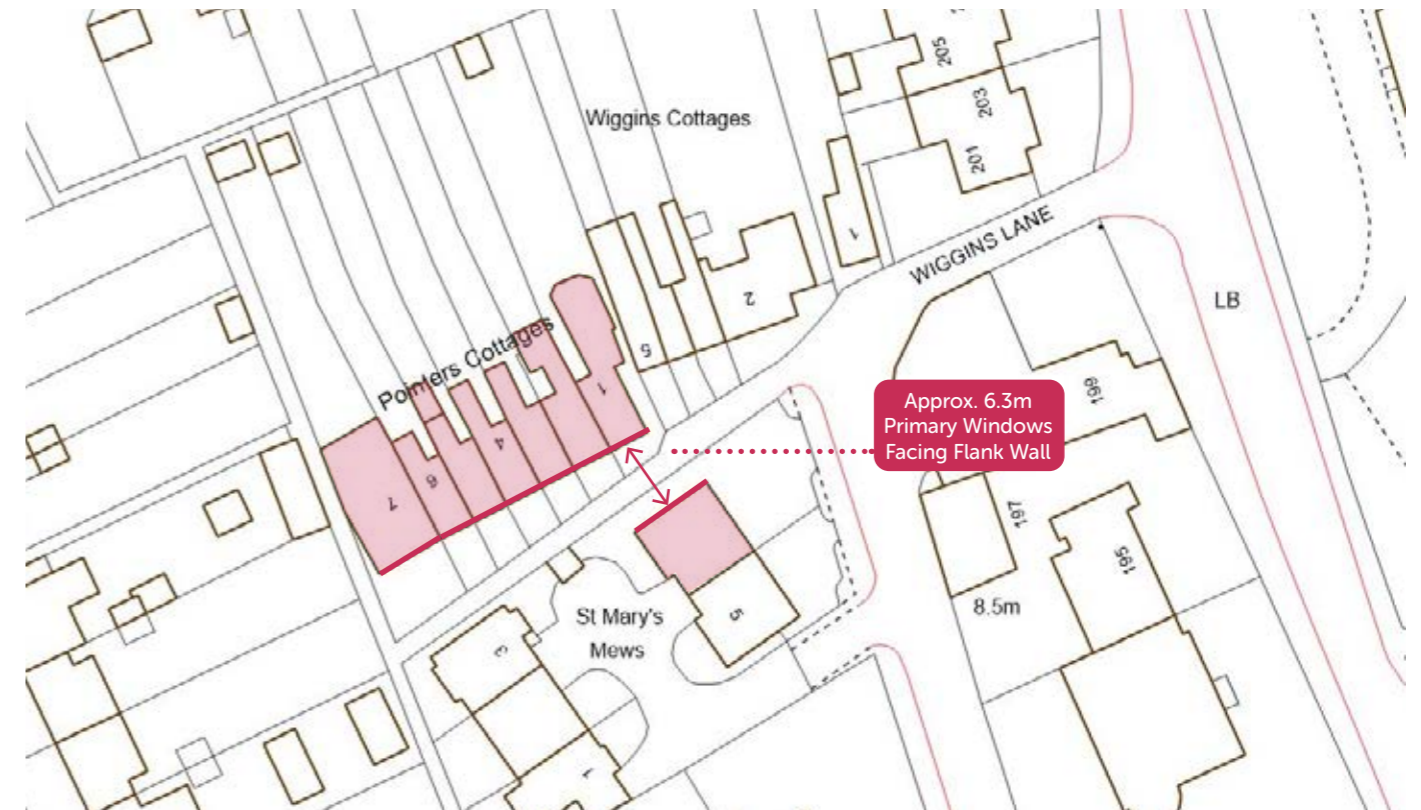 205
203
201
Wiggins Cottages
1
WIGGINS LANE
2
5
LB
Pointers Cottages
1
4
6
7
199
Approx. 6.3m
Primary Windows
Facing Flank Wall
197
195
8.5m
St Mary's
Mews
5
3
1